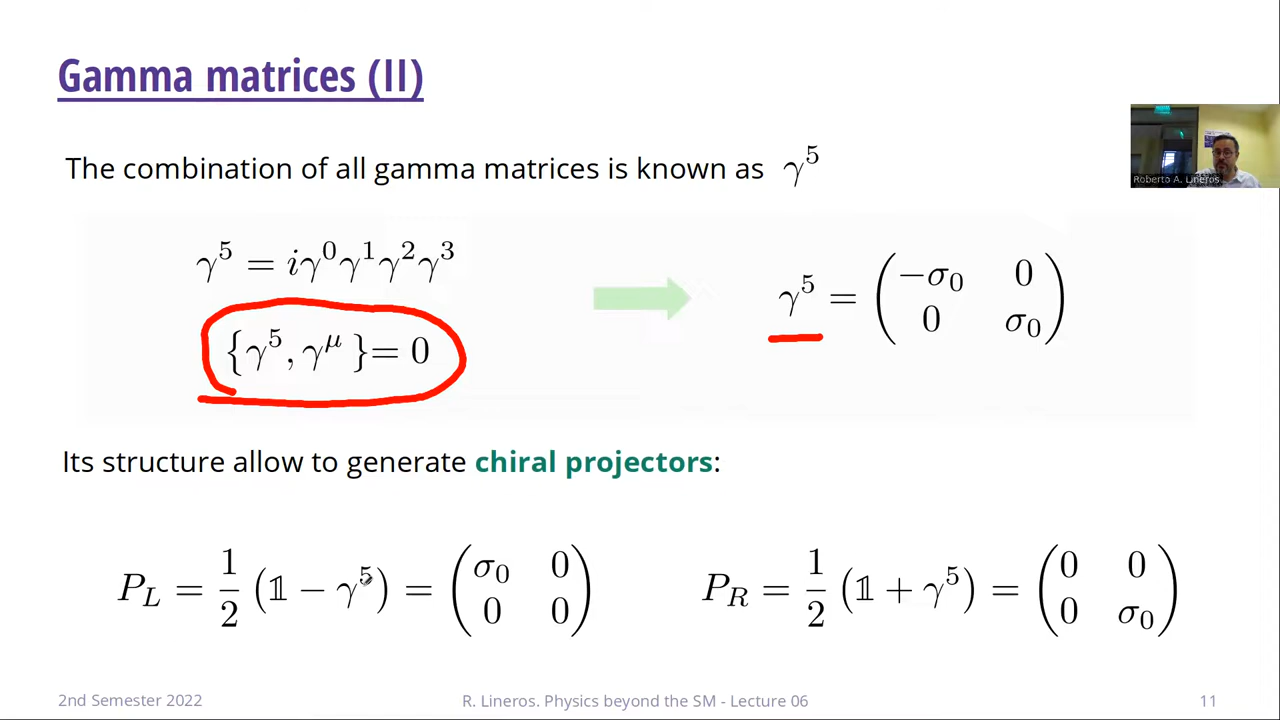 Gamma matrices (II)
The combination of all gamma matrices is known as γ^5
γ^5 = iγ^0γ^1γ^2γ^3
{γ^5, γ^μ }= 0
γ^5 = ( −σ_0 0 ; 0 σ_0 )
Its structure allow to generate chiral projectors:
P_L = 1/2 (𝟙 − γ^5) = ( σ_0 0 ; 0 0 )
P_R = 1/2 (𝟙 + γ^5) = ( 0 0 ; 0 σ_0 )
Roberto A. Lineros
2nd Semester 2022
R. Lineros. Physics beyond the SM - Lecture 06
11